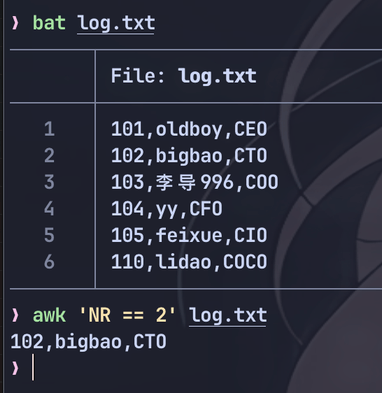 ❯ bat log.txt
File: log.txt
1 101,oldboy,CEO
2 102,bigbao,CTO
3 103,李导996,COO
4 104,yy,CFO
5 105,feixue,CIO
6 110,lidao,COCO
❯ awk 'NR == 2' log.txt
102,bigbao,CTO
❯